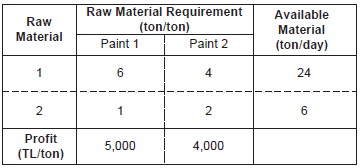 Raw Material
Raw Material Requirement (ton/ton)
Available Material (ton/day)
Paint 1
Paint 2
1
6
4
24
2
1
2
6
Profit (TL/ton)
5,000
4,000